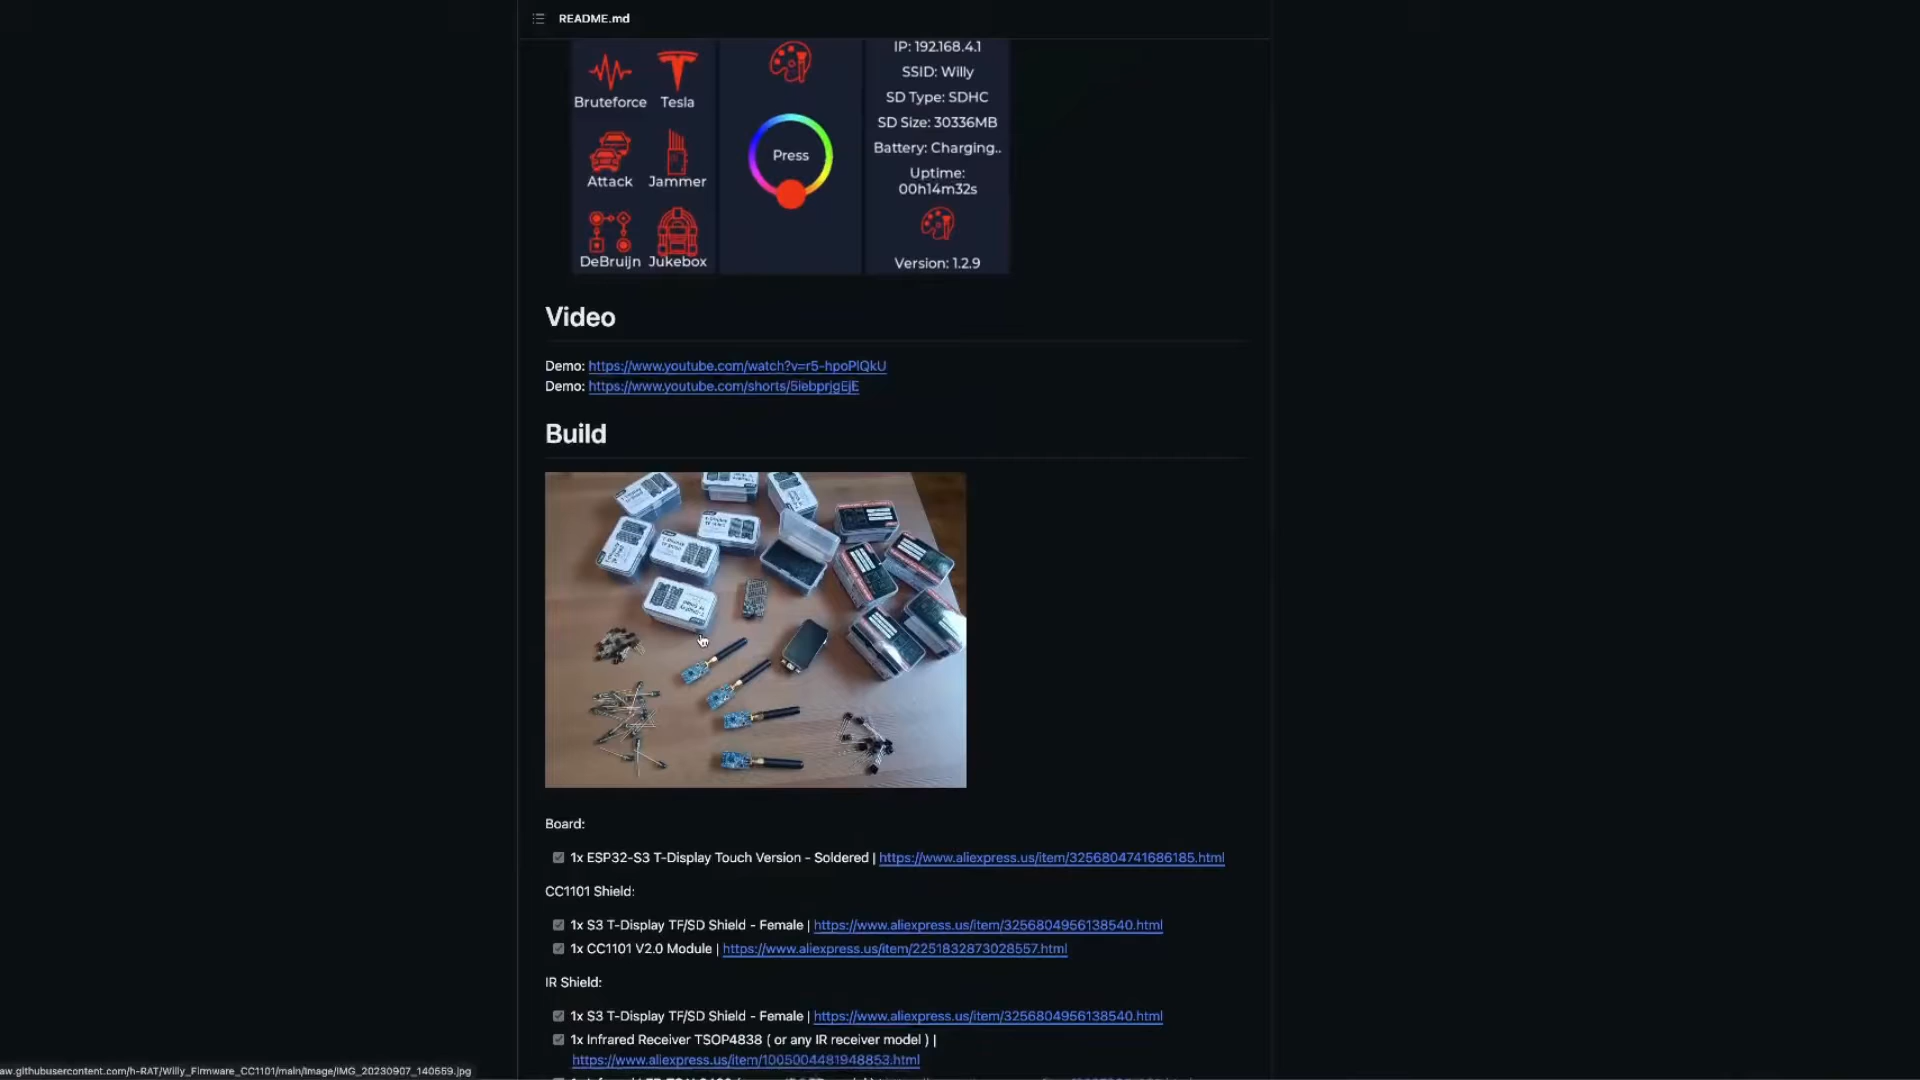 README.md
IP: 192.168.4.1
SSID: Willy
SD Type: SDHC
SD Size: 30336MB
Battery: Charging..
Uptime:
00h14m32s
Version: 1.2.9
Bruteforce Tesla
Attack Jammer
DeBruijn Jukebox
Press
Video
Demo: https://www.youtube.com/watch?v=r5-hpoPlQkU
Demo: https://www.youtube.com/shorts/5iebprjgEjE
Build
Board:
1x ESP32-S3 T-Display Touch Version - Soldered | https://www.aliexpress.us/item/3256804741686185.html
CC1101 Shield:
1x S3 T-Display TF/SD Shield - Female | https://www.aliexpress.us/item/3256804956138540.html
1x CC1101 V2.0 Module | https://www.aliexpress.us/item/2251832873028557.html
IR Shield:
1x S3 T-Display TF/SD Shield - Female | https://www.aliexpress.us/item/3256804956138540.html
1x Infrared Receiver TSOP4838 ( or any IR receiver model ) |
https://www.aliexpress.us/item/1005004481948853.html
aw.githubusercontent.com/h-RAT/Willy_Firmware_CC1101/main/Image/IMG_20230907_140559.jpg